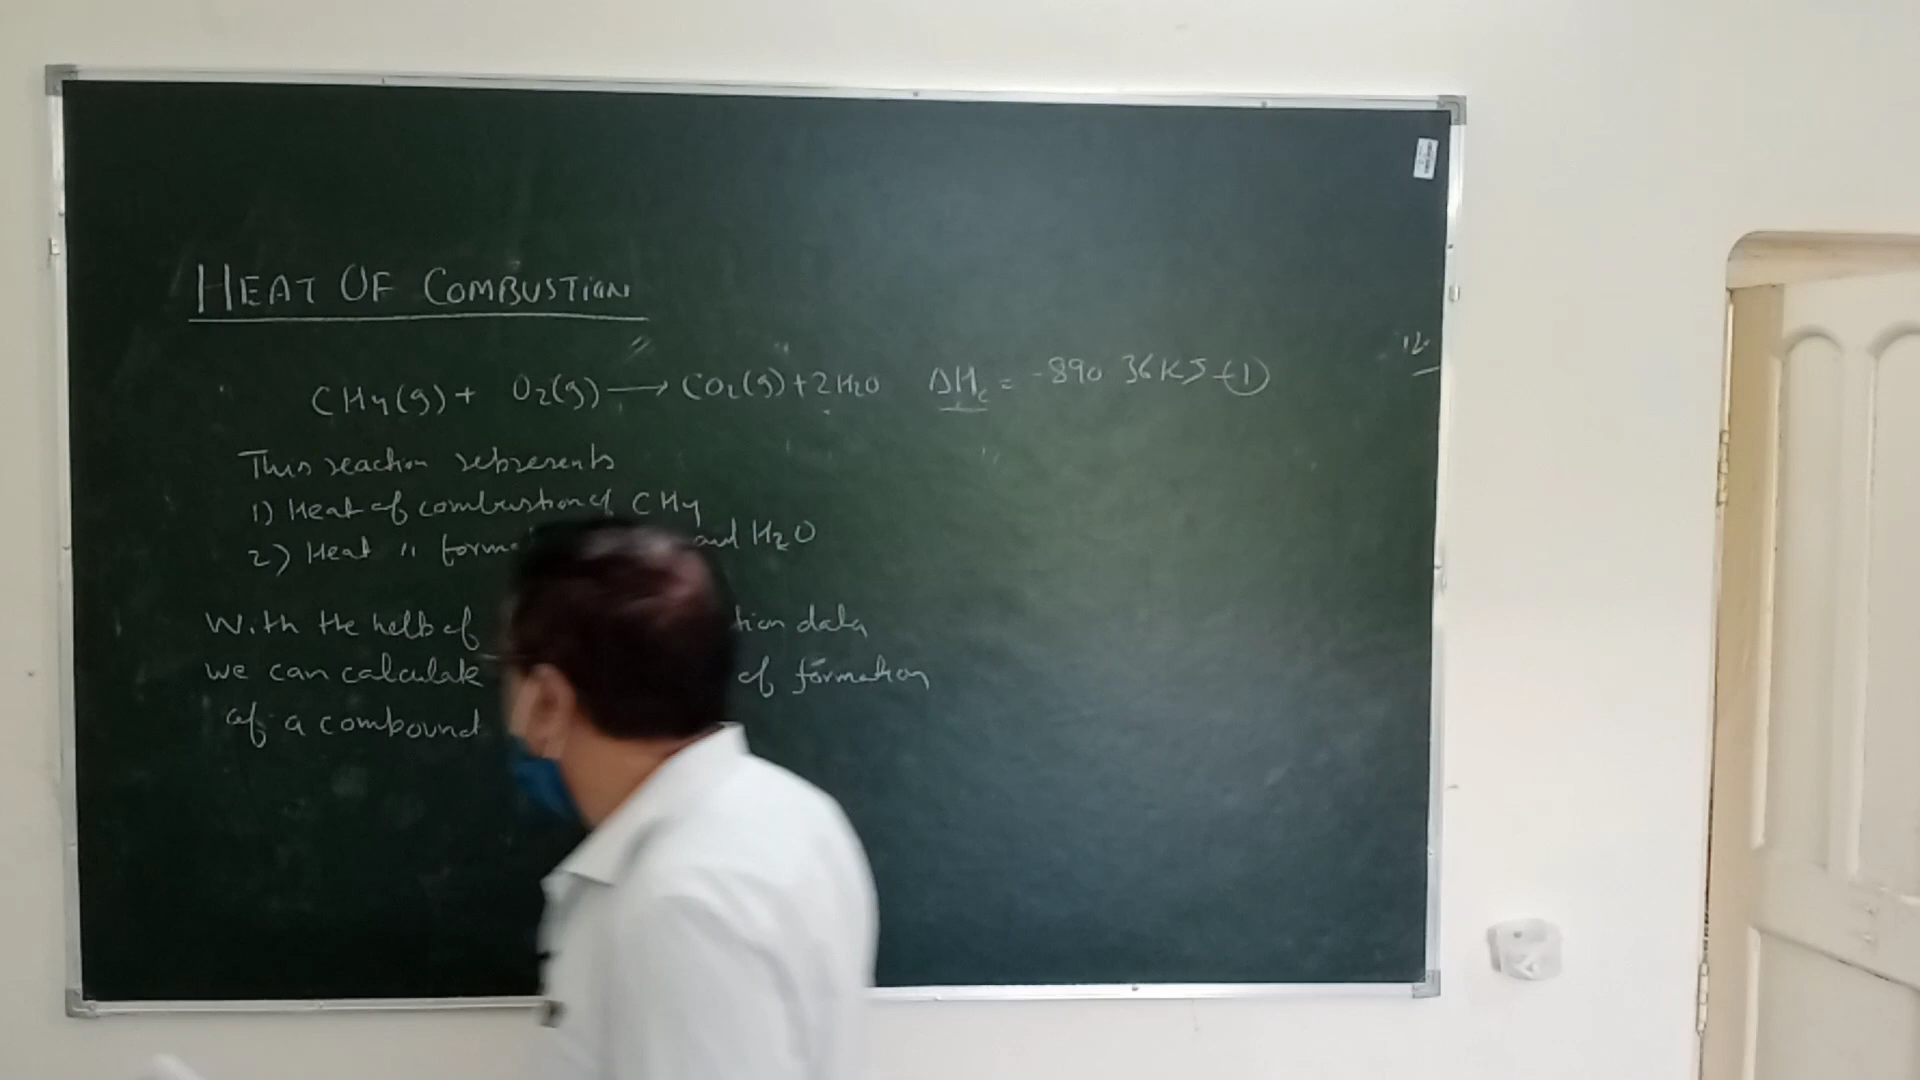 HEAT OF COMBUSTION
CH4(g) + O2(g) → CO2(g) + 2H2O ΔHc = -890 36 KJ -(1)
12
This reaction represents
1) Heat of combustion of CH4
2) Heat " forma and H2O
With the help of tion data
we can calculate of formation
of a compound